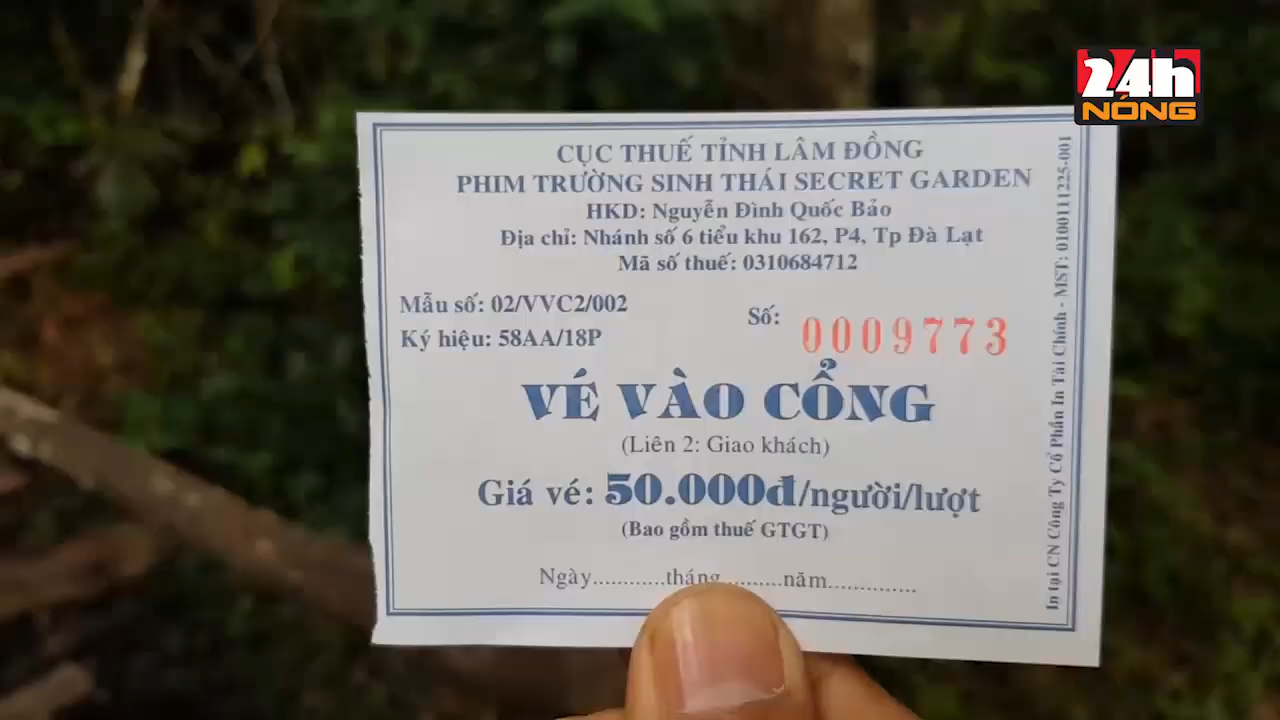 24h
NÓNG
CỤC THUẾ TỈNH LÂM ĐỒNG
PHIM TRƯỜNG SINH THÁI SECRET GARDEN
HKD: Nguyễn Đình Quốc Bảo
Địa chỉ: Nhánh số 6 tiểu khu 162, P4, Tp Đà Lạt
Mã số thuế: 0310684712
Mẫu số: 02/VVC2/002
Ký hiệu: 58AA/18P
Số: 0009773
VÉ VÀO CỔNG
(Liên 2: Giao khách)
Giá vé: 50.000đ/người/lượt
(Bao gồm thuế GTGT)
Ngày...........tháng.........năm..............
In tại CN Công Ty Cổ Phần In Tài Chính - MST: 0100111225-001